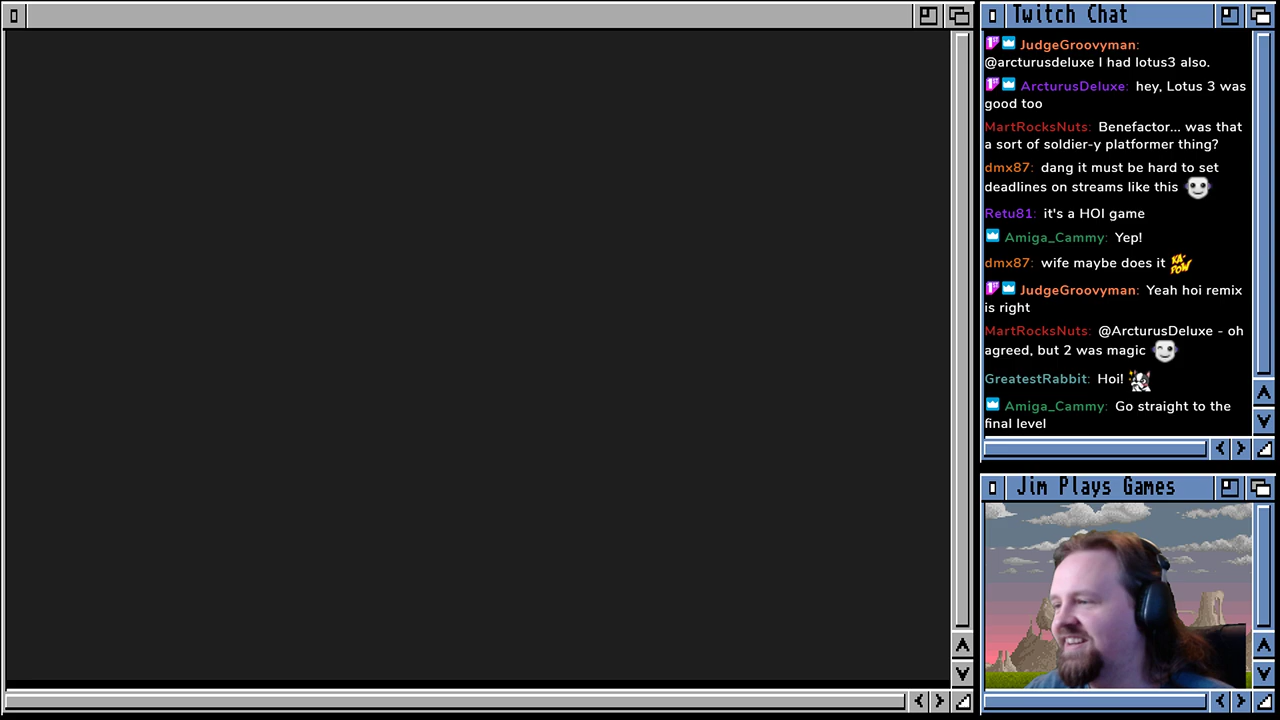 Twitch Chat
JudgeGroovyman:
@arcturusdeluxe I had lotus3 also.
ArcturusDeluxe: hey, Lotus 3 was
good too
MartRocksNuts: Benefactor... was that
a sort of soldier-y platformer thing?
dmx87: dang it must be hard to set
deadlines on streams like this
Retu81: it's a HOI game
Amiga_Cammy: Yep!
dmx87: wife maybe does it KA-
POW
JudgeGroovyman: Yeah hoi remix
is right
MartRocksNuts: @ArcturusDeluxe - oh
agreed, but 2 was magic
GreatestRabbit: Hoi!
Amiga_Cammy: Go straight to the
final level
Jim Plays Games